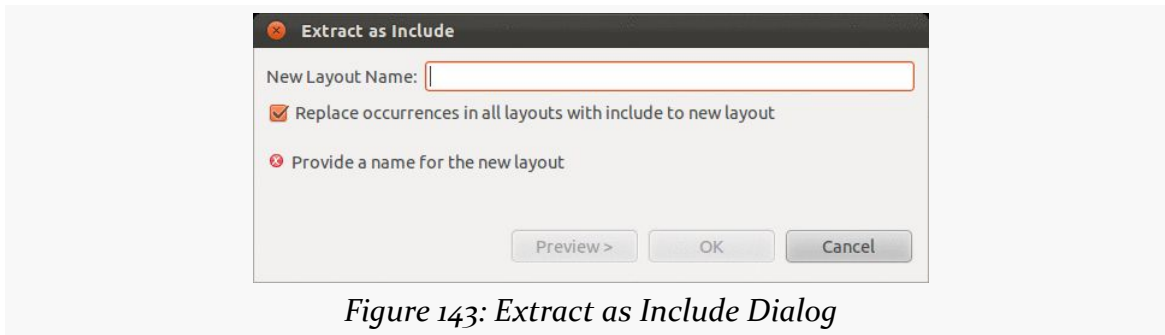 Extract as Include
New Layout Name:
Replace occurrences in all layouts with include to new layout
Provide a name for the new layout
Preview > OK Cancel
Figure 143: Extract as Include Dialog